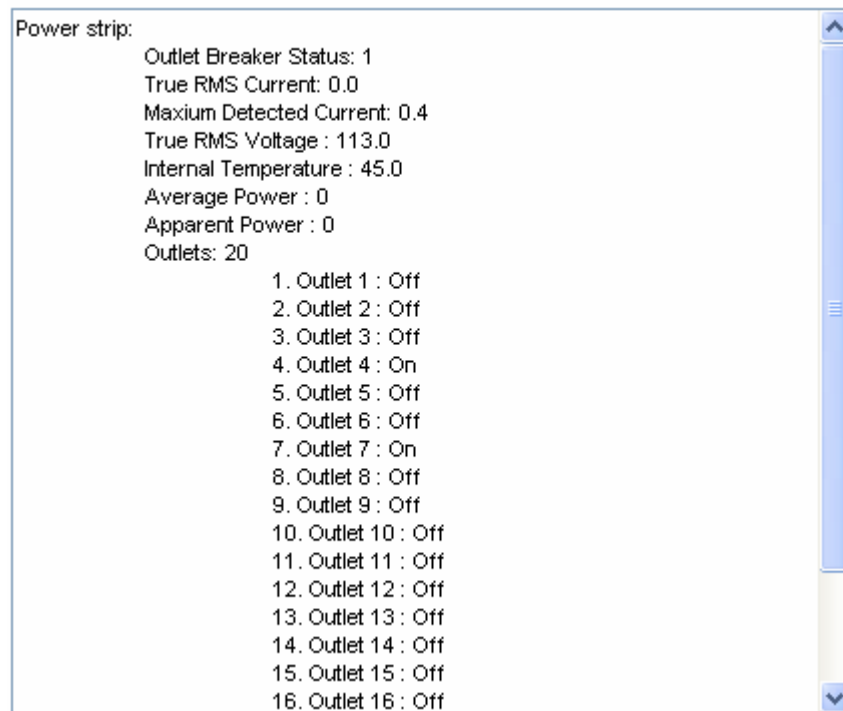 Power strip:
Outlet Breaker Status: 1
True RMS Current: 0.0
Maxium Detected Current: 0.4
True RMS Voltage : 113.0
Internal Temperature : 45.0
Average Power : 0
Apparent Power : 0
Outlets: 20
1. Outlet 1 : Off
2. Outlet 2 : Off
3. Outlet 3 : Off
4. Outlet 4 : On
5. Outlet 5 : Off
6. Outlet 6 : Off
7. Outlet 7 : On
8. Outlet 8 : Off
9. Outlet 9 : Off
10. Outlet 10 : Off
11. Outlet 11 : Off
12. Outlet 12 : Off
13. Outlet 13 : Off
14. Outlet 14 : Off
15. Outlet 15 : Off
16. Outlet 16 : Off